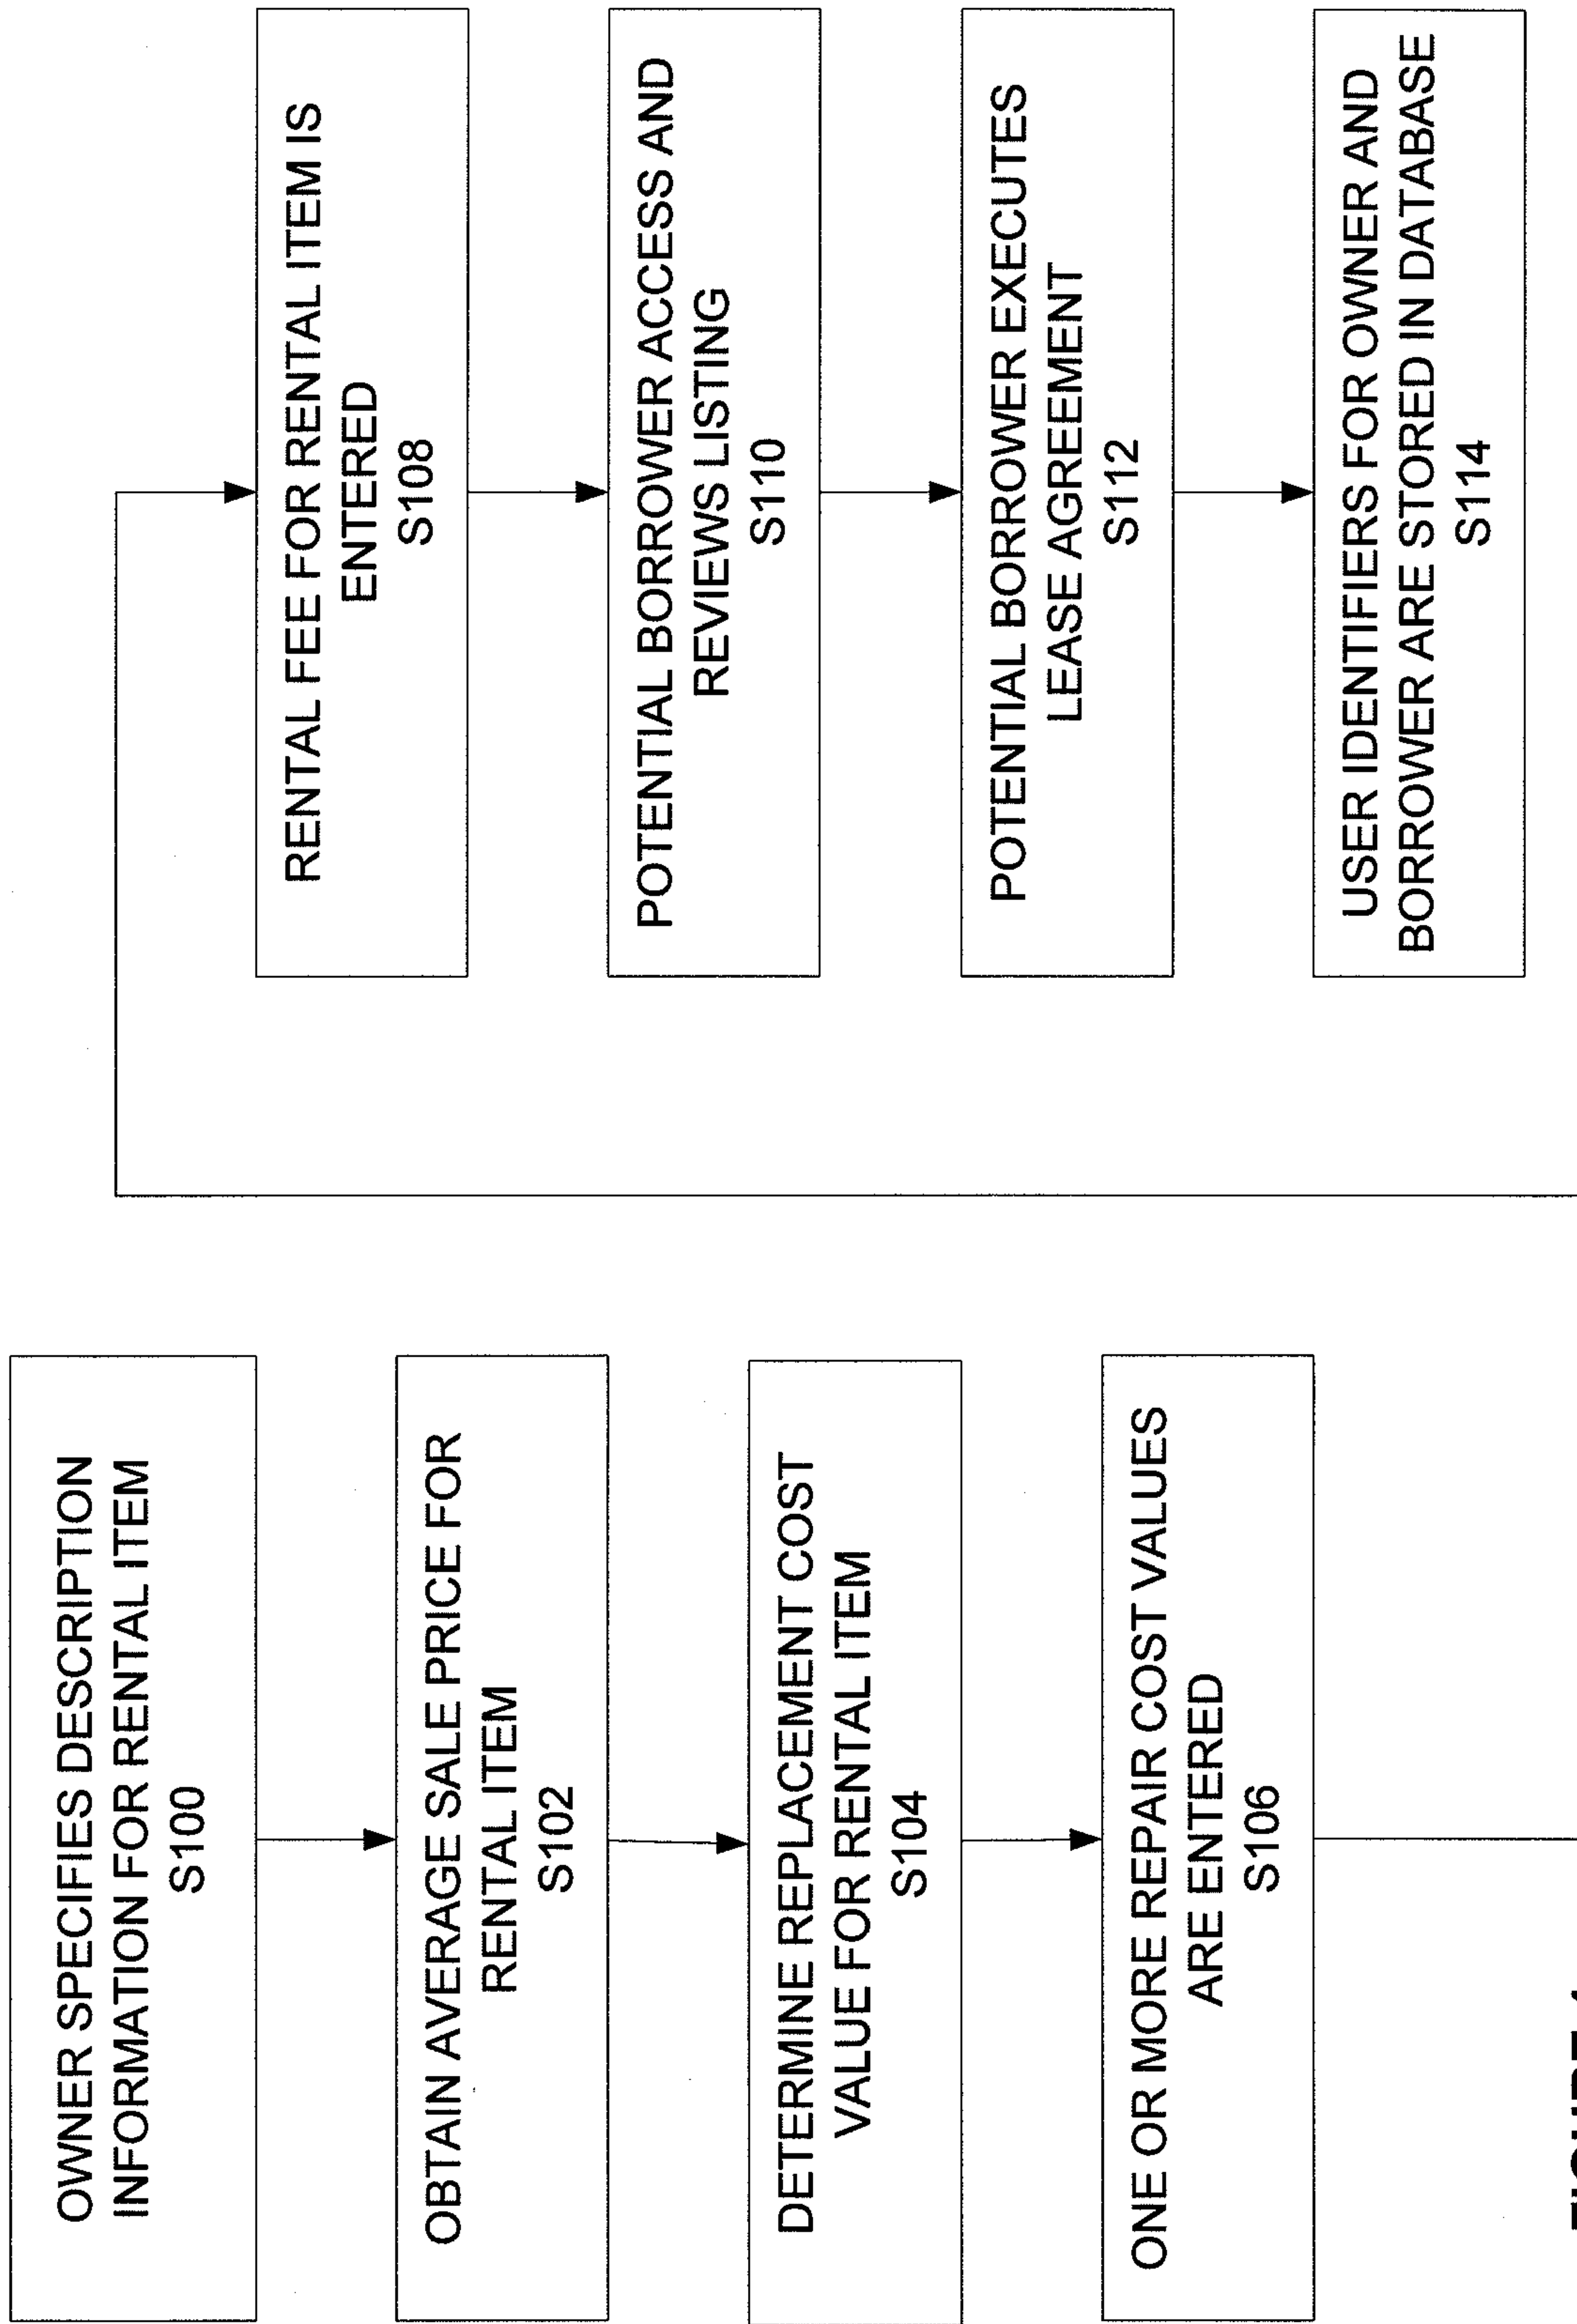 OWNER SPECIFIES DESCRIPTION
INFORMATION FOR RENTAL ITEM
S100
OBTAIN AVERAGE SALE PRICE FOR
RENTAL ITEM
S102
DETERMINE REPLACEMENT COST
VALUE FOR RENTAL ITEM
S104
ONE OR MORE REPAIR COST VALUES
ARE ENTERED
S106
RENTAL FEE FOR RENTAL ITEM IS
ENTERED
S108
POTENTIAL BORROWER ACCESS AND
REVIEWS LISTING
S110
POTENTIAL BORROWER EXECUTES
LEASE AGREEMENT
S112
USER IDENTIFIERS FOR OWNER AND
BORROWER ARE STORED IN DATABASE
S114